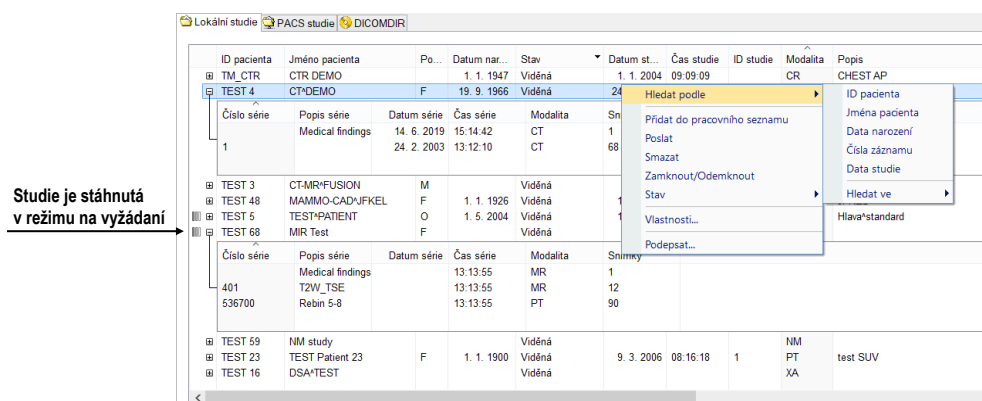 Lokální studie PACS studie DICOMDIR
ID pacienta Jméno pacienta Po... Datum nar... Stav Datum st... Čas studie ID studie Modalita Popis
TM_CTR CTR DEMO 1. 1. 1947 Viděná 1. 1. 2004 09:09:09 CR CHEST AP
TEST 4 CT^DEMO F 19. 9. 1966 Viděná 24
Číslo série Popis série Datum série Čas série Modalita
Medical findings 14. 6. 2019 15:14:42 CT 1
1 24. 2. 2003 13:12:10 CT 68
Hledat podle
Přidat do pracovního seznamu
Poslat
Smazat
Zamknout/Odemknout
Stav
Vlastnosti...
Podepsat...
ID pacienta
Jména pacienta
Data narození
Čísla záznamu
Data studie
Hledat ve
TEST 3 CT-MR^FUSION M Viděná
TEST 48 MAMMO-CAD^JFKEL F 1. 1. 1926 Viděná 1
TEST 5 TEST^PATIENT O 1. 5. 2004 Viděná 1 Hlava^standard
TEST 68 MIR Test F Viděná
Studie je stáhnutá
v režimu na vyžádaní
Číslo série Popis série Datum série Čas série Modalita Snímky
Medical findings 13:13:55 MR 1
401 T2W_TSE 13:13:55 MR 12
536700 Rebin 5-8 13:13:55 PT 90
TEST 59 NM study Viděná NM
TEST 23 TEST Patient 23 F 1. 1. 1900 Viděná 9. 3. 2006 08:16:18 1 PT test SUV
TEST 16 DSA^TEST Viděná XA